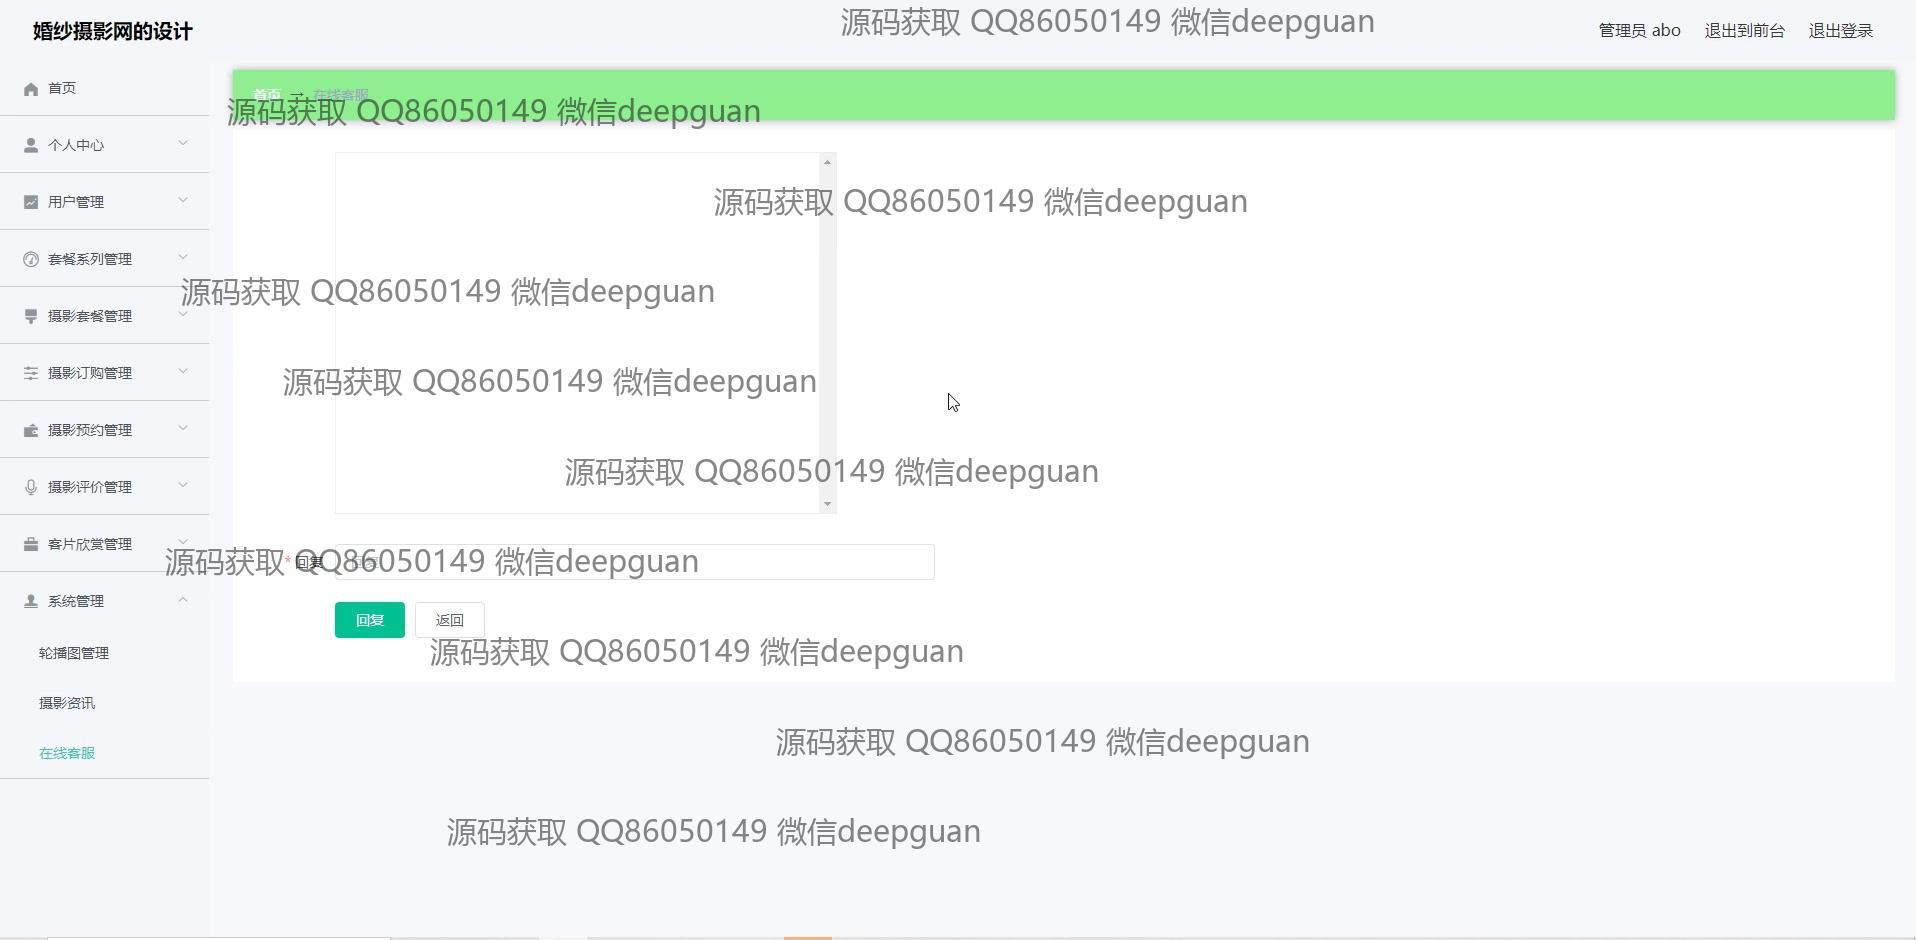 婚纱摄影网的设计
管理员 abo
退出到前台
退出登录
源码获取 QQ86050149 微信deepguan
首页
个人中心
用户管理
套餐系列管理
摄影套餐管理
摄影订购管理
摄影预约管理
摄影评价管理
客片欣赏管理
系统管理
轮播图管理
摄影资讯
在线客服
首页 → 在线客服
源码获取 QQ86050149 微信deepguan
源码获取 QQ86050149 微信deepguan
源码获取 QQ86050149 微信deepguan
源码获取 QQ86050149 微信deepguan
源码获取 QQ86050149 微信deepguan
* 回复
回复
源码获取 QQ86050149 微信deepguan
回复
返回
源码获取 QQ86050149 微信deepguan
源码获取 QQ86050149 微信deepguan
源码获取 QQ86050149 微信deepguan